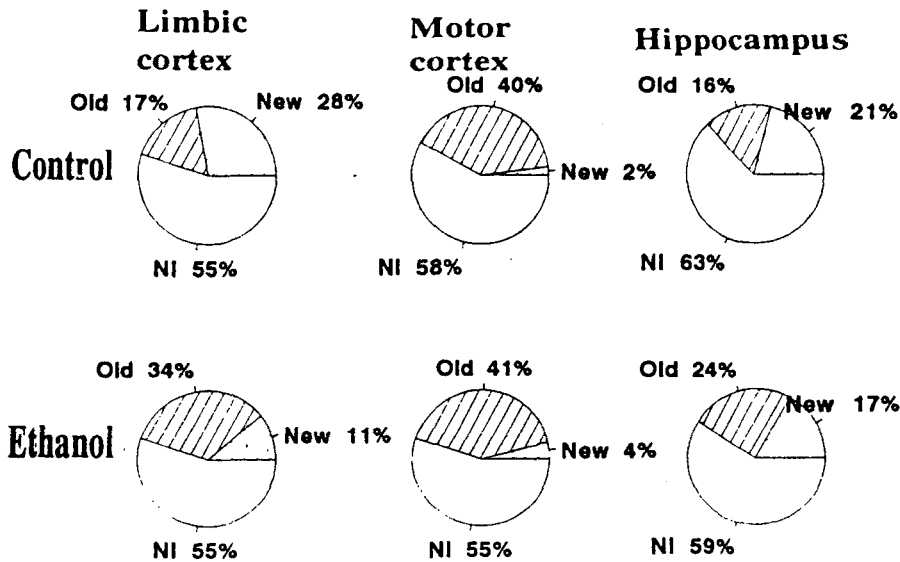 Limbic
cortex
Motor
cortex
Hippocampus
Control
Old 17%
New 28%
NI 55%
Old 40%
New 2%
NI 58%
Old 16%
New 21%
NI 63%
Ethanol
Old 34%
New 11%
NI 55%
Old 41%
New 4%
NI 55%
Old 24%
New 17%
NI 59%